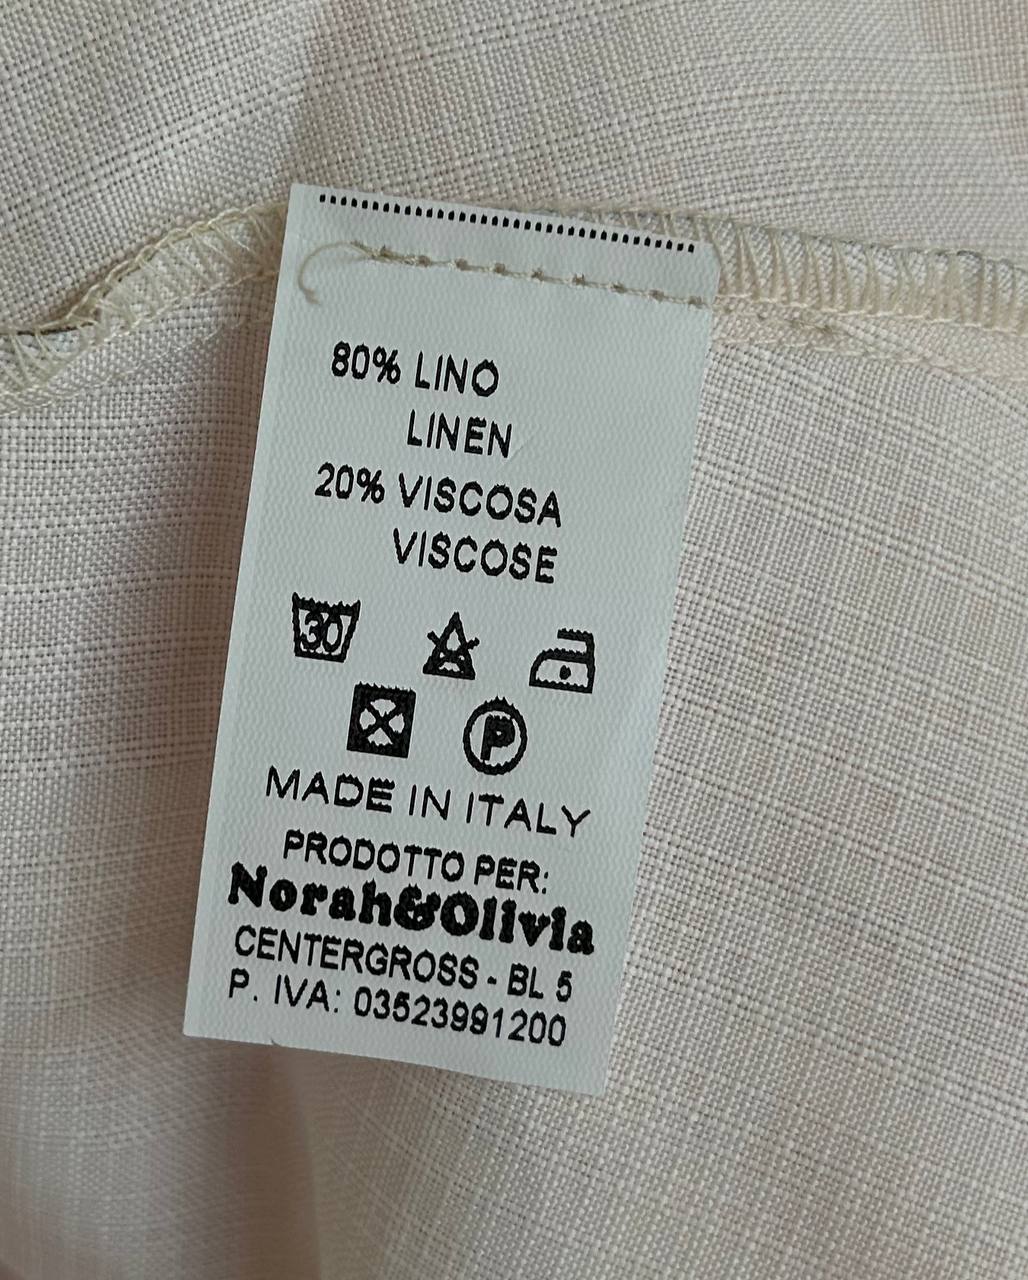 80% LINO
LINEN
20% VISCOSA
VISCOSE
30
P
MADE IN ITALY
PRODOTTO PER:
Norah&Olivia
CENTERGROSS - BL 5
P. IVA: 03523991200